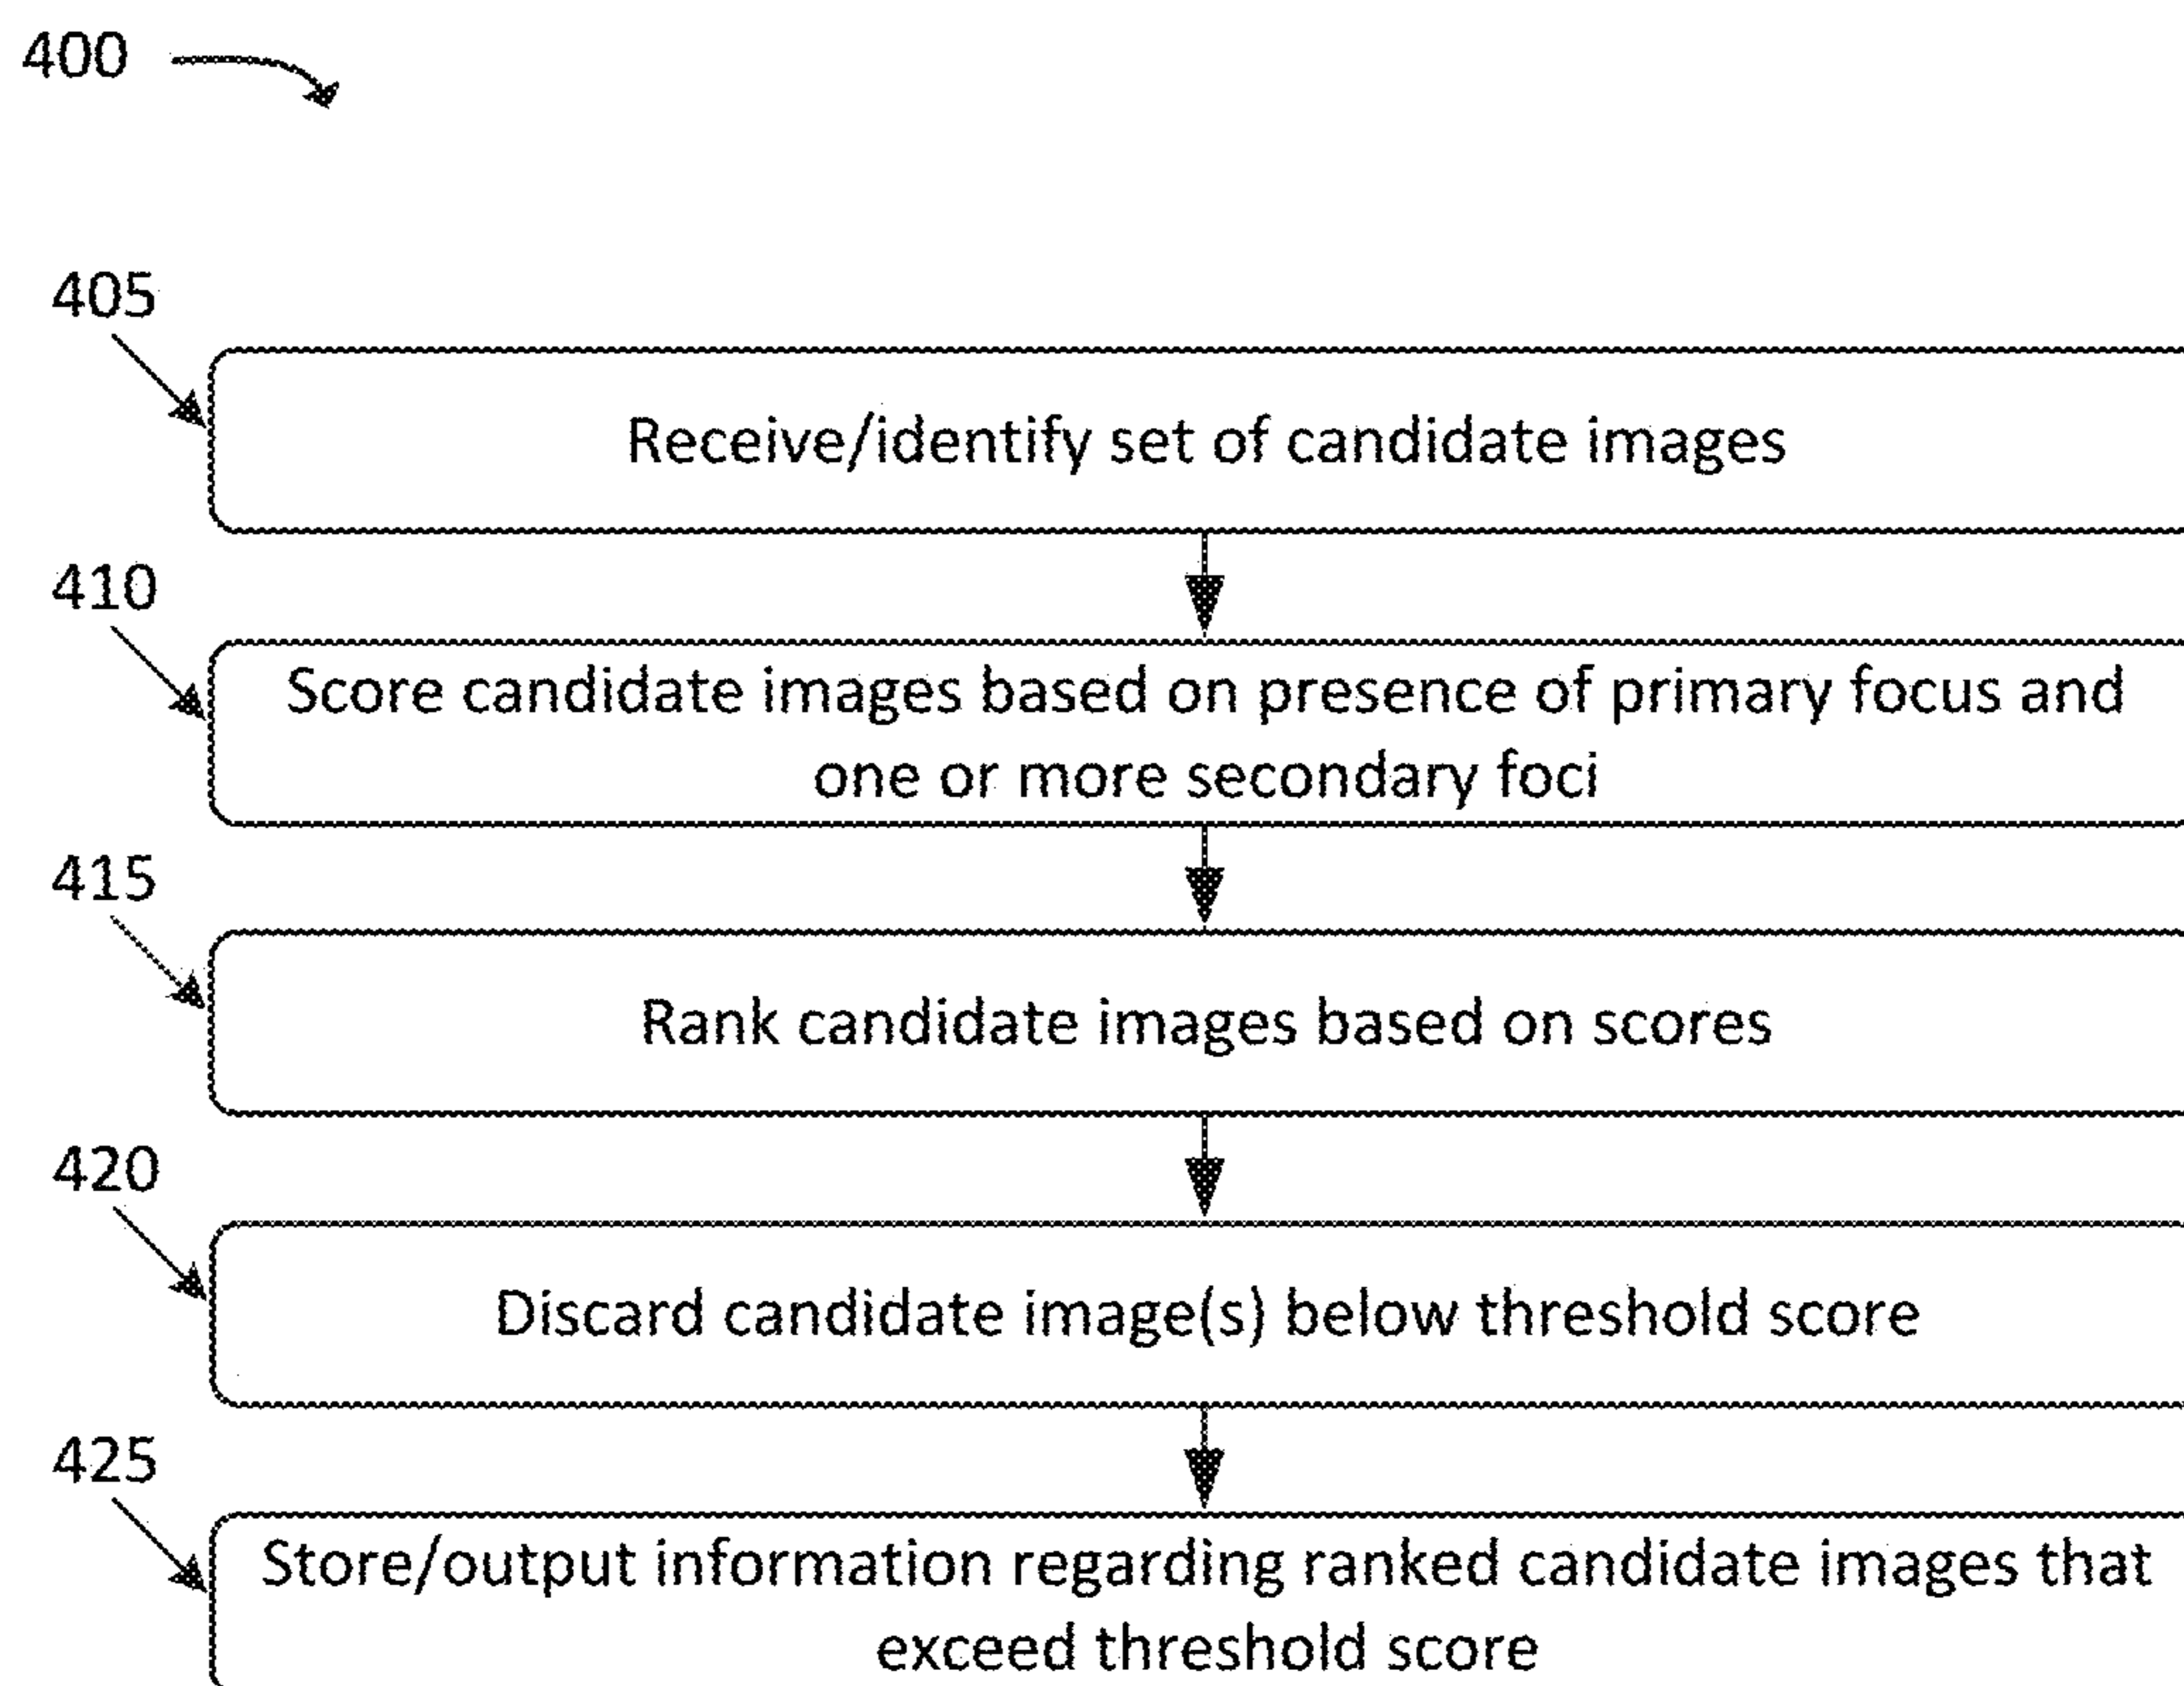 400
405
Receive/identify set of candidate images
410
Score candidate images based on presence of primary focus and
one or more secondary foci
415
Rank candidate images based on scores
420
Discard candidate image(s) below threshold score
425
Store/output information regarding ranked candidate images that
exceed threshold score